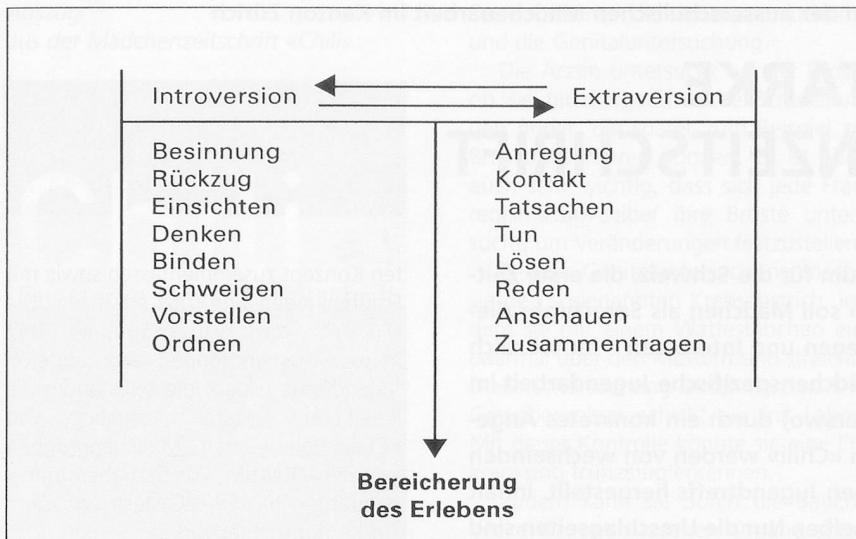 Introversion
Besinnung
Rückzug
Einsichten
Denken
Binden
Schweigen
Vorstellen
Ordnen
Extraversion
Anregung
Kontakt
Tatsachen
Tun
Lösen
Reden
Anschauen
Zusammentragen
Bereicherung
des Erlebens